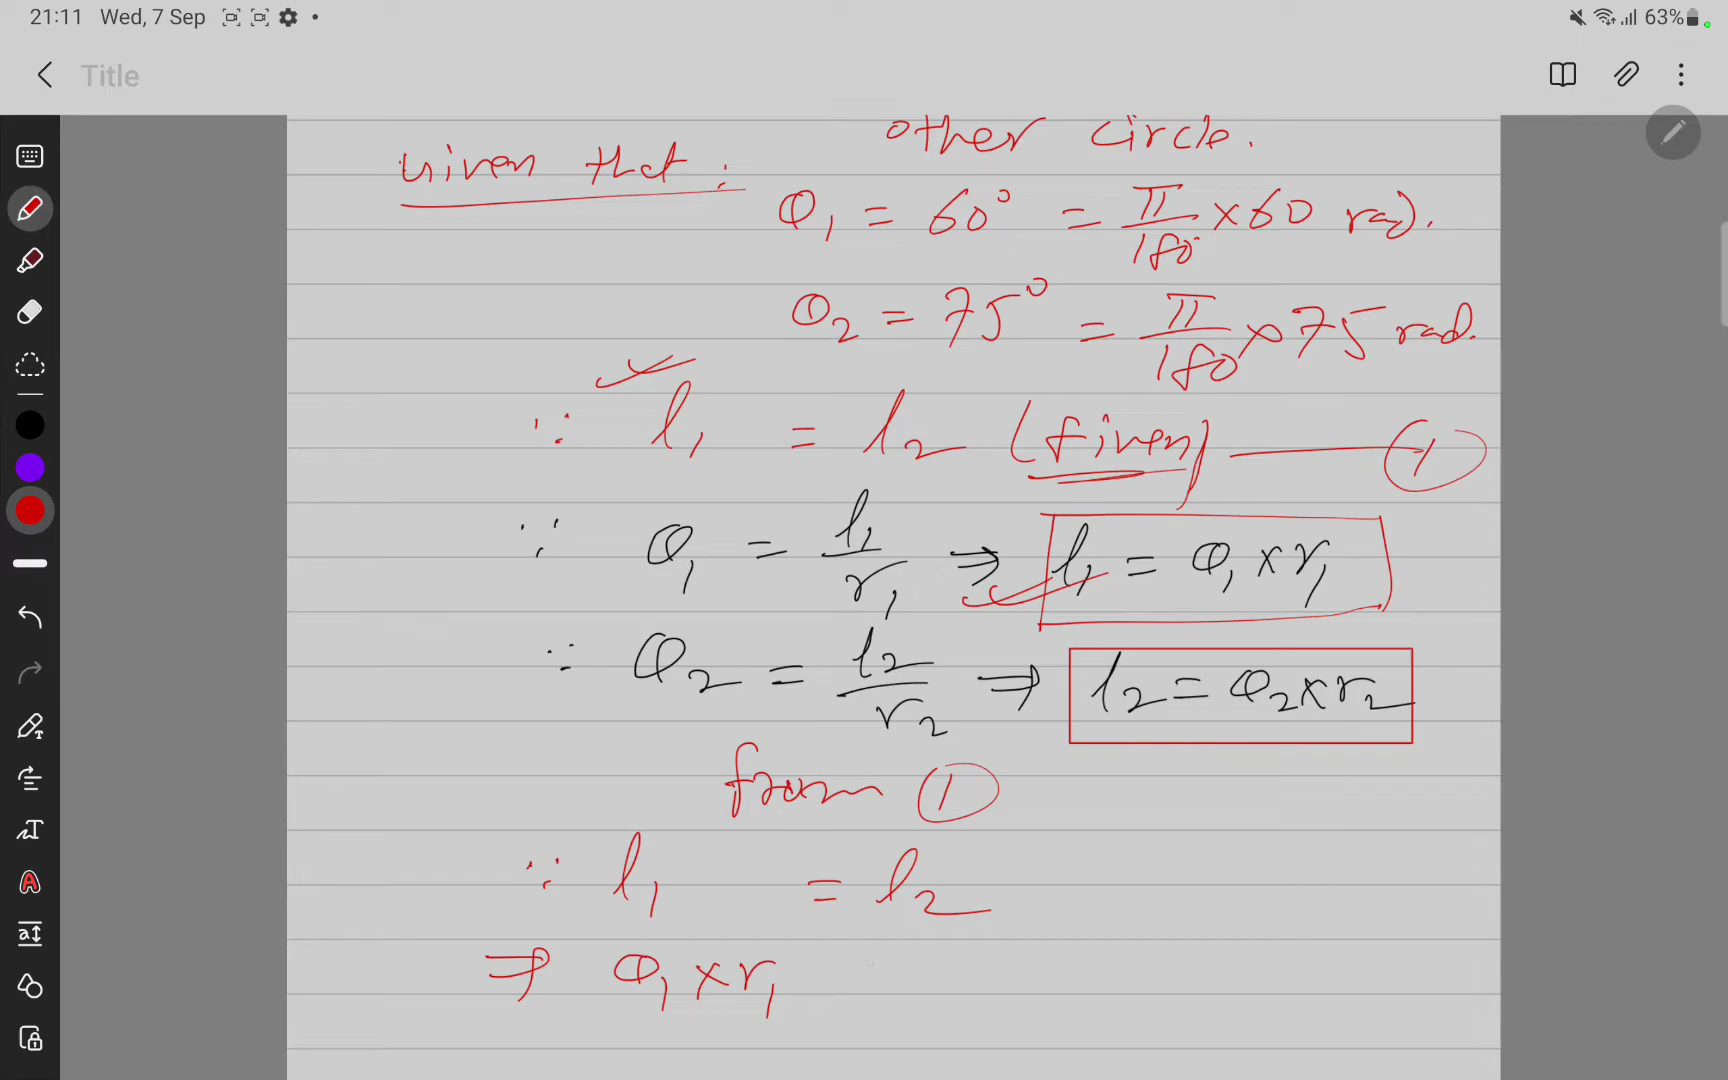 21:11 Wed, 7 Sep 63%
Title
other circle.
Given that :
θ₁ = 60° = π/180 × 60 rad.
θ₂ = 75° = π/180 × 75 rad.
∵ l₁ = l₂ (given) — ①
∵ θ₁ = l₁/r₁ ⇒ l₁ = θ₁ × r₁
∵ θ₂ = l₂/r₂ ⇒ l₂ = θ₂ × r₂
from ①
∵ l₁ = l₂
⇒ θ₁ × r₁